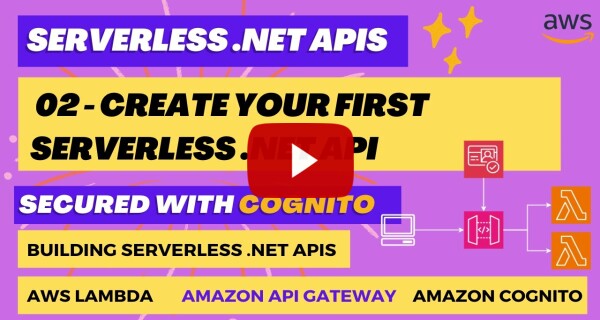 SERVERLESS .NET APIS
aws
02 - CREATE YOUR FIRST
SERVERLESS .NET API
SECURED WITH COGNITO
BUILDING SERVERLESS .NET APIS
AWS LAMBDA AMAZON API GATEWAY AMAZON COGNITO